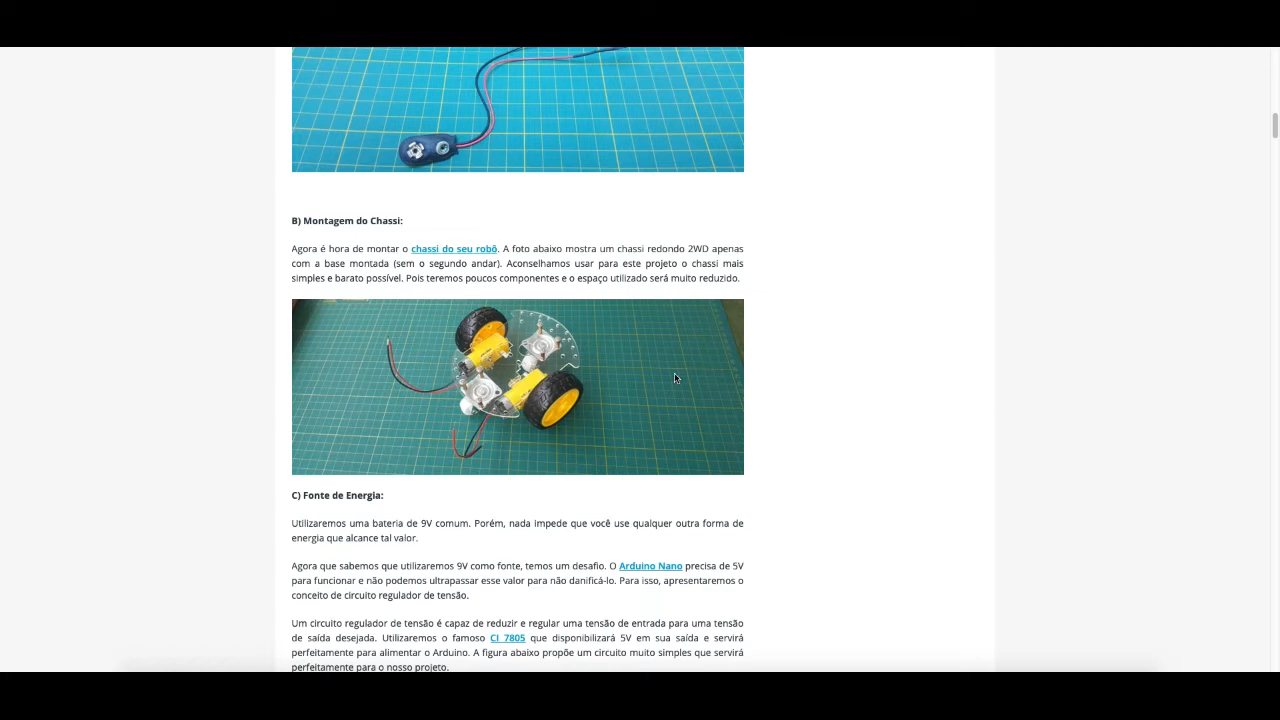 B) Montagem do Chassi:
Agora é hora de montar o chassi do seu robô. A foto abaixo mostra um chassi redondo 2WD apenas
com a base montada (sem o segundo andar). Aconselhamos usar para este projeto o chassi mais
simples e barato possível. Pois teremos poucos componentes e o espaço utilizado será muito reduzido.
C) Fonte de Energia:
Utilizaremos uma bateria de 9V comum. Porém, nada impede que você use qualquer outra forma de
energia que alcance tal valor.
Agora que sabemos que utilizaremos 9V como fonte, temos um desafio. O Arduino Nano precisa de 5V
para funcionar e não podemos ultrapassar esse valor para não danificá-lo. Para isso, apresentaremos o
conceito de circuito regulador de tensão.
Um circuito regulador de tensão é capaz de reduzir e regular uma tensão de entrada para uma tensão
de saída desejada. Utilizaremos o famoso CI 7805 que disponibilizará 5V em sua saída e servirá
perfeitamente para alimentar o Arduino. A figura abaixo propõe um circuito muito simples que servirá
perfeitamente para o nosso projeto.